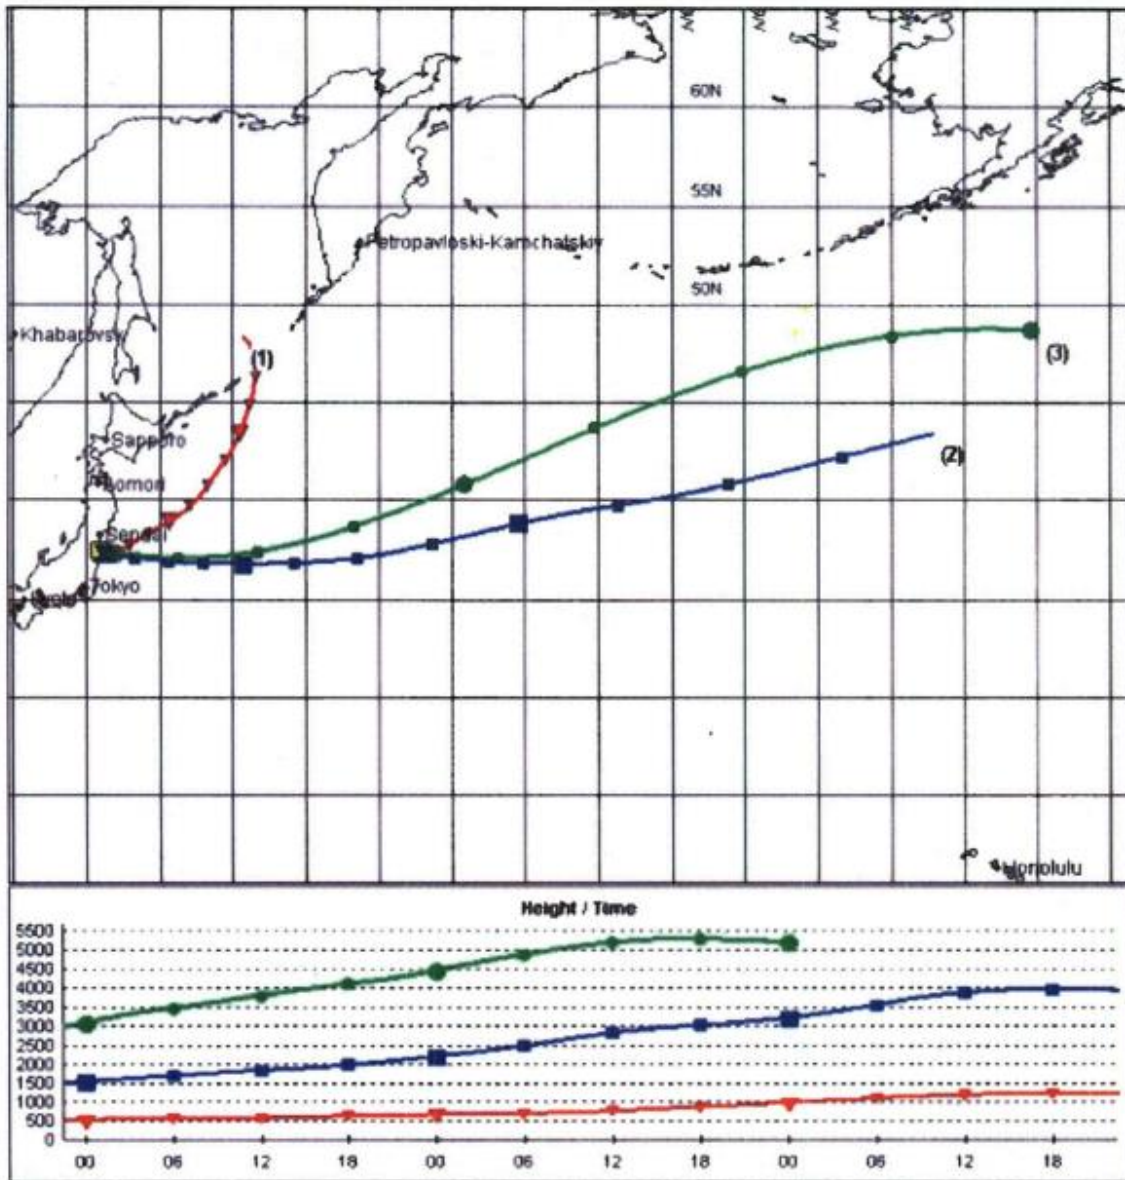 60N
55N
Petropavloski-Kamchatskiy
50N
Khabarovsk
(1)
(3)
Sapporo
(2)
Sendai
Tokyo
Honolulu
Height / Time
5500
5000
4500
4000
3500
3000
2500
2000
1500
1000
500
0
00 06 12 18 00 06 12 18 00 06 12 18